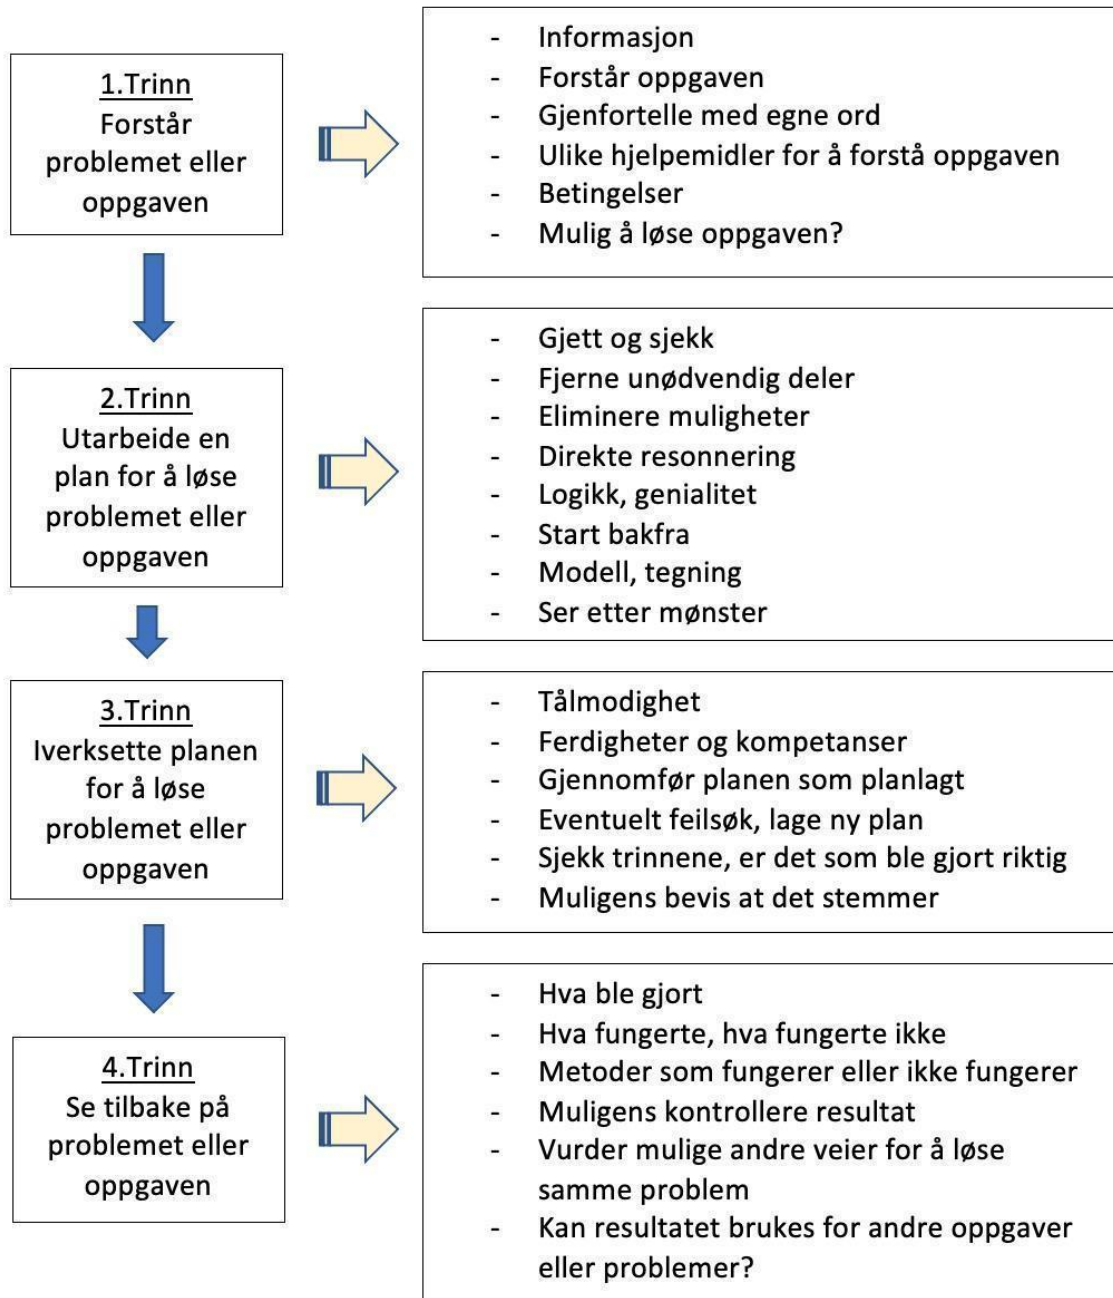 1.Trinn
Forstår
problemet eller
oppgaven
- Informasjon
- Forstår oppgaven
- Gjenfortelle med egne ord
- Ulike hjelpemidler for å forstå oppgaven
- Betingelser
- Mulig å løse oppgaven?
2.Trinn
Utarbeide en
plan for å løse
problemet eller
oppgaven
- Gjett og sjekk
- Fjerne unødvendig deler
- Eliminere muligheter
- Direkte resonnering
- Logikk, genialitet
- Start bakfra
- Modell, tegning
- Ser etter mønster
3.Trinn
Iverksette planen
for å løse
problemet eller
oppgaven
- Tålmodighet
- Ferdigheter og kompetanser
- Gjennomfør planen som planlagt
- Eventuelt feilsøk, lage ny plan
- Sjekk trinnene, er det som ble gjort riktig
- Muligens bevis at det stemmer
4.Trinn
Se tilbake på
problemet eller
oppgaven
- Hva ble gjort
- Hva fungerte, hva fungerte ikke
- Metoder som fungerer eller ikke fungerer
- Muligens kontrollere resultat
- Vurder mulige andre veier for å løse
samme problem
- Kan resultatet brukes for andre oppgaver
eller problemer?